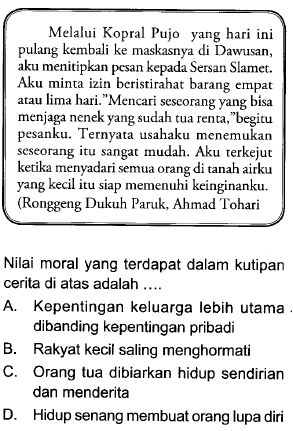 Melalui Kopral Pujo yang hari ini
pulang kembali ke maskasnya di Dawusan,
aku menitipkan pesan kepada Sersan Slamet.
Aku minta izin beristirahat barang empat
atau lima hari."Mencari seseorang yang bisa
menjaga nenek yang sudah tua renta,"begitu
pesanku. Ternyata usahaku menemukan
seseorang itu sangat mudah. Aku terkejut
ketika menyadari semua orang di tanah airku
yang kecil itu siap memenuhi keinginanku.
(Ronggeng Dukuh Paruk, Ahmad Tohari
Nilai moral yang terdapat dalam kutipan
cerita di atas adalah ....
A. Kepentingan keluarga lebih utama
dibanding kepentingan pribadi
B. Rakyat kecil saling menghormati
C. Orang tua dibiarkan hidup sendirian
dan menderita
D. Hidup senang membuat orang lupa diri